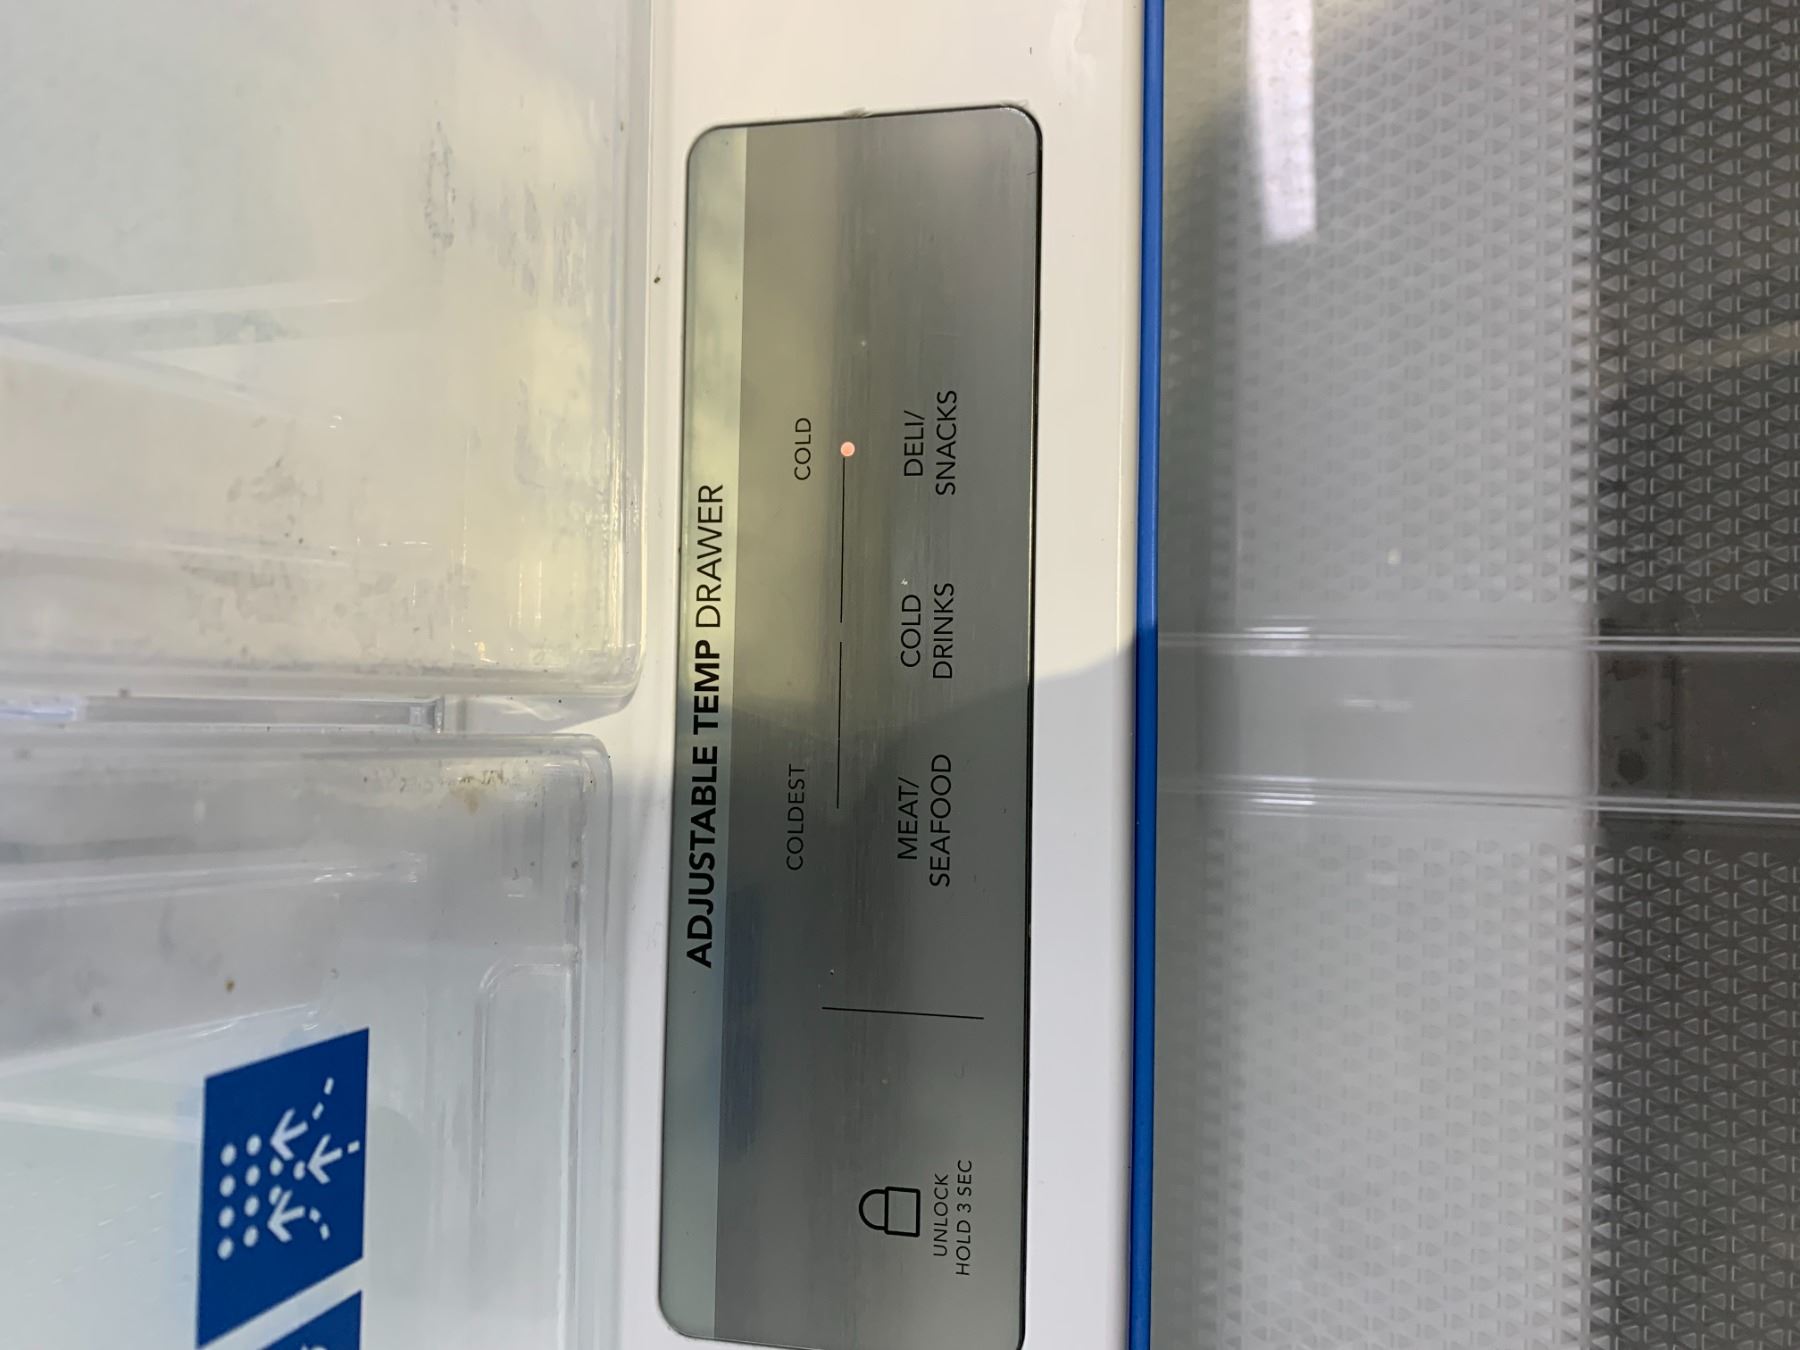 ADJUSTABLE TEMP DRAWER
COLDEST
COLD
MEAT/
SEAFOOD
COLD
DRINKS
DELI/
SNACKS
UNLOCK
HOLD 3 SEC